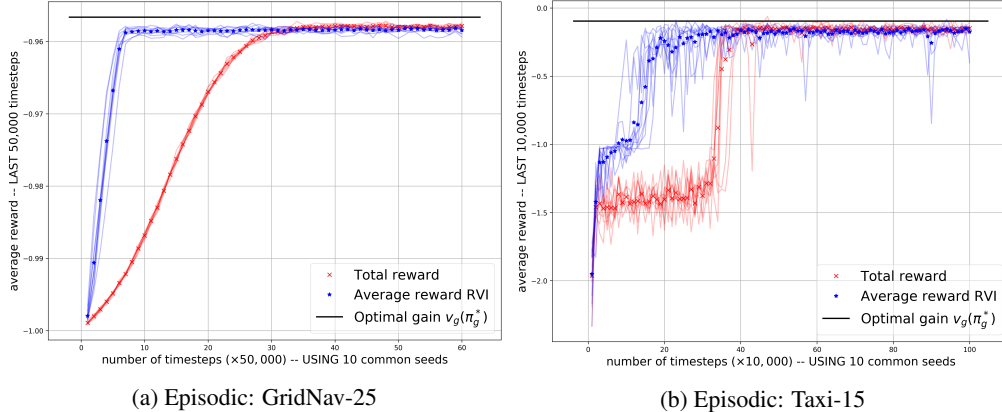 average reward -- LAST 50,000 timesteps
−0.96
−0.97
−0.98
−0.99
−1.00
0 10 20 30 40 50 60
number of timesteps (×50,000) -- USING 10 common seeds
Total reward
Average reward RVI
Optimal gain v_g(π_g^*)
(a) Episodic: GridNav-25
average reward -- LAST 10,000 timesteps
0.0
−0.5
−1.0
−1.5
−2.0
0 20 40 60 80 100
number of timesteps (×10,000) -- USING 10 common seeds
Total reward
Average reward RVI
Optimal gain v_g(π_g^*)
(b) Episodic: Taxi-15